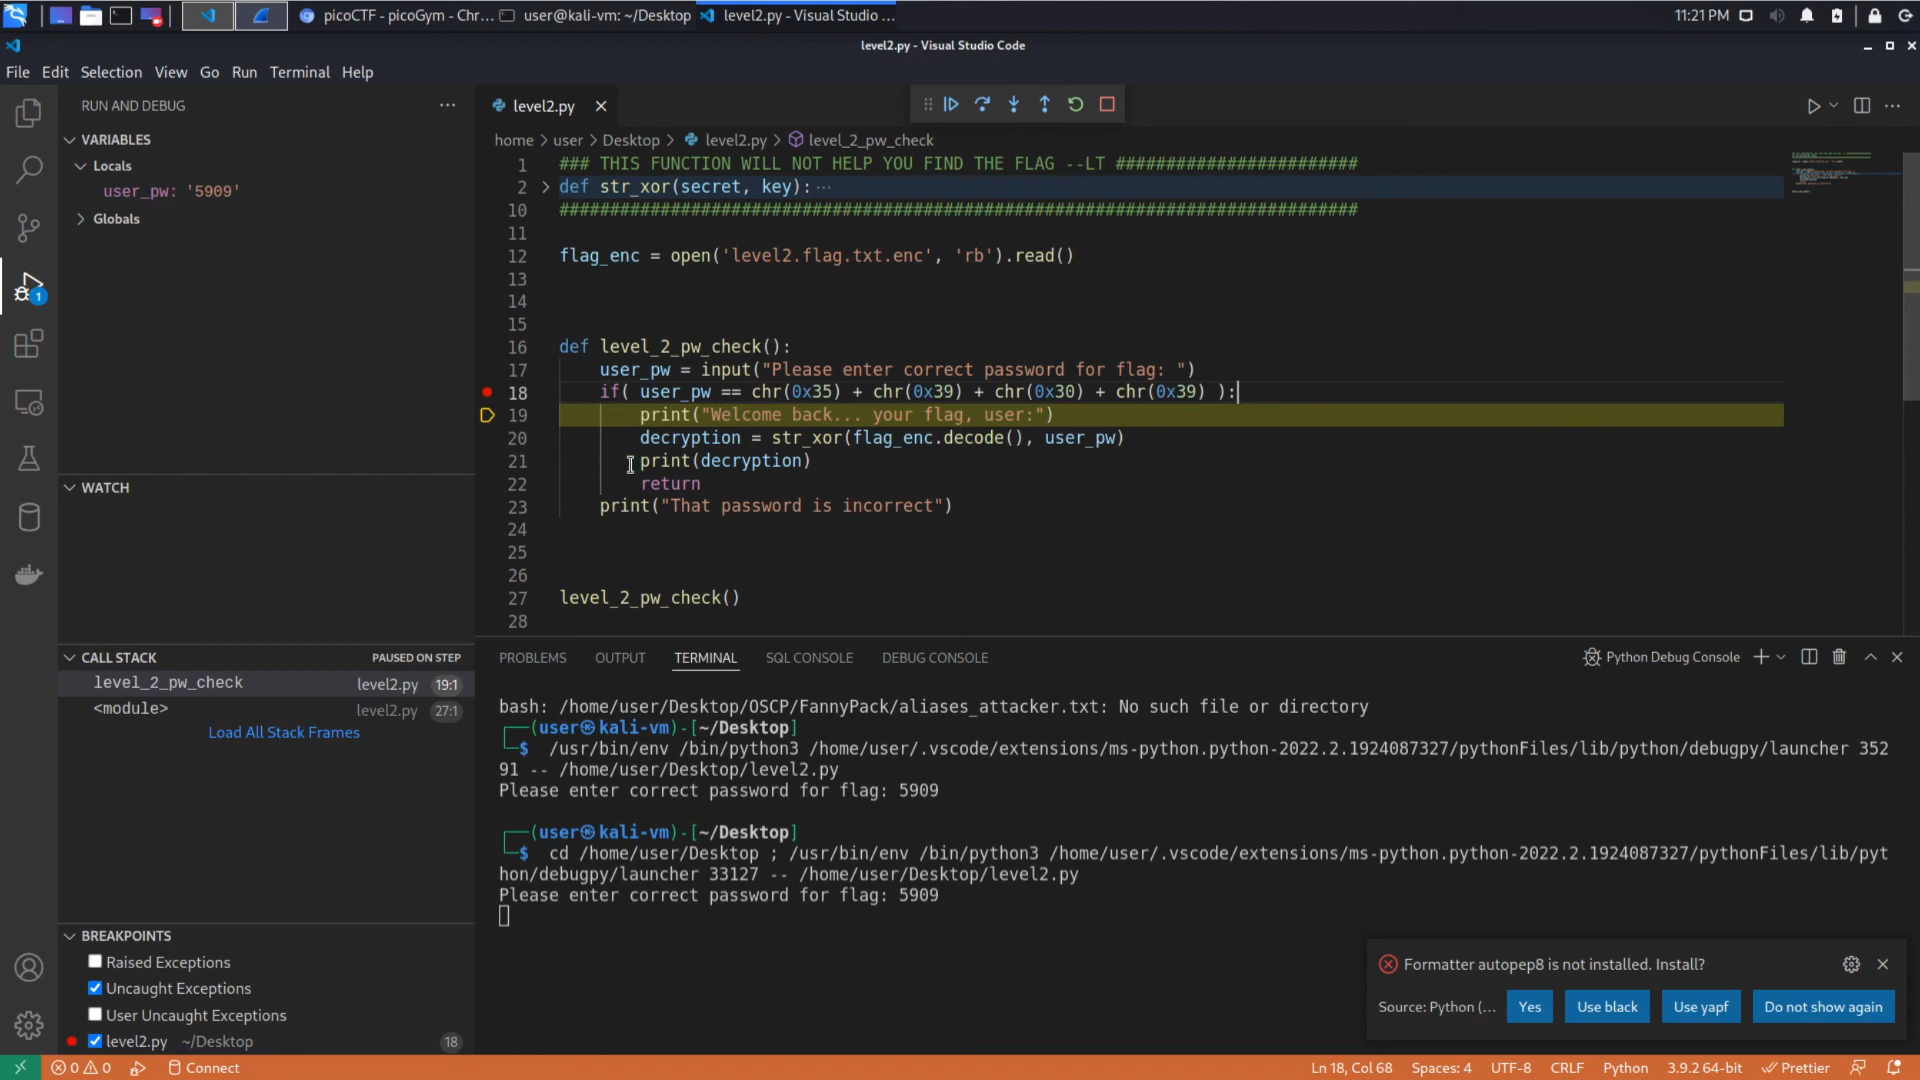 picoCTF - picoGym - Chr...
user@kali-vm: ~/Desktop
level2.py - Visual Studio ...
11:21 PM
level2.py - Visual Studio Code
File Edit Selection View Go Run Terminal Help
RUN AND DEBUG
VARIABLES
Locals
user_pw: '5909'
Globals
WATCH
CALL STACK
PAUSED ON STEP
level_2_pw_check level2.py 19:1
<module> level2.py 27:1
Load All Stack Frames
BREAKPOINTS
Raised Exceptions
Uncaught Exceptions
User Uncaught Exceptions
level2.py ~/Desktop 18
1
level2.py
home > user > Desktop > level2.py > level_2_pw_check
1 ### THIS FUNCTION WILL NOT HELP YOU FIND THE FLAG --LT ########################
2 def str_xor(secret, key): ...
10 ###############################################################################
11
12 flag_enc = open('level2.flag.txt.enc', 'rb').read()
13
14
15
16 def level_2_pw_check():
17 user_pw = input("Please enter correct password for flag: ")
18 if( user_pw == chr(0x35) + chr(0x39) + chr(0x30) + chr(0x39) ):
19 print("Welcome back... your flag, user:")
20 decryption = str_xor(flag_enc.decode(), user_pw)
21 print(decryption)
22 return
23 print("That password is incorrect")
24
25
26
27 level_2_pw_check()
28
PROBLEMS OUTPUT TERMINAL SQL CONSOLE DEBUG CONSOLE
Python Debug Console
bash: /home/user/Desktop/OSCP/FannyPack/aliases_attacker.txt: No such file or directory
┌──(user㉿kali-vm)-[~/Desktop]
└─$ /usr/bin/env /bin/python3 /home/user/.vscode/extensions/ms-python.python-2022.2.1924087327/pythonFiles/lib/python/debugpy/launcher 352
91 -- /home/user/Desktop/level2.py
Please enter correct password for flag: 5909
┌──(user㉿kali-vm)-[~/Desktop]
└─$ cd /home/user/Desktop ; /usr/bin/env /bin/python3 /home/user/.vscode/extensions/ms-python.python-2022.2.1924087327/pythonFiles/lib/pyt
hon/debugpy/launcher 33127 -- /home/user/Desktop/level2.py
Please enter correct password for flag: 5909
Formatter autopep8 is not installed. Install?
Source: Python (...
Yes
Use black
Use yapf
Do not show again
0 0
Connect
Ln 18, Col 68 Spaces: 4 UTF-8 CRLF Python 3.9.2 64-bit Prettier